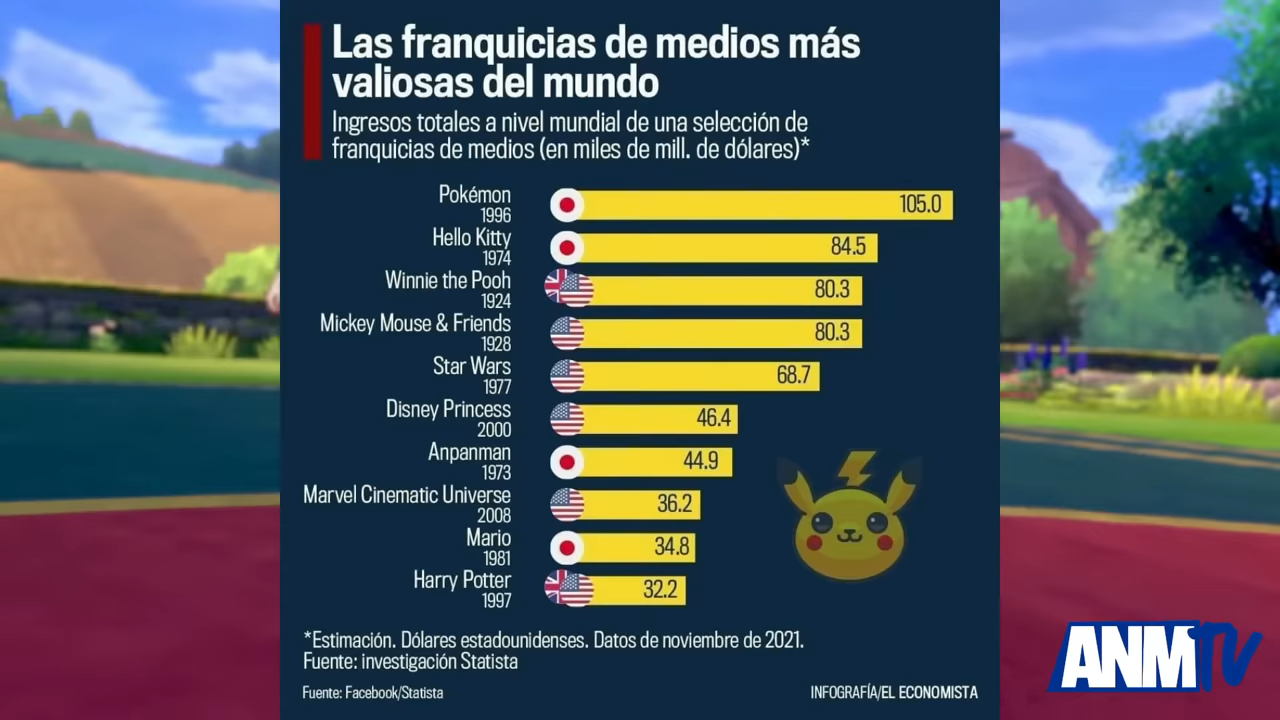 Las franquicias de medios más
valiosas del mundo
Ingresos totales a nivel mundial de una selección de
franquicias de medios (en miles de mill. de dólares)*
Pokémon
1996
105.0
Hello Kitty
1974
84.5
Winnie the Pooh
1924
80.3
Mickey Mouse & Friends
1928
80.3
Star Wars
1977
68.7
Disney Princess
2000
46.4
Anpanman
1973
44.9
Marvel Cinematic Universe
2008
36.2
Mario
1981
34.8
Harry Potter
1997
32.2
*Estimación. Dólares estadounidenses. Datos de noviembre de 2021.
Fuente: investigación Statista
Fuente: Facebook/Statista
INFOGRAFÍA/EL ECONOMISTA
ANMTV